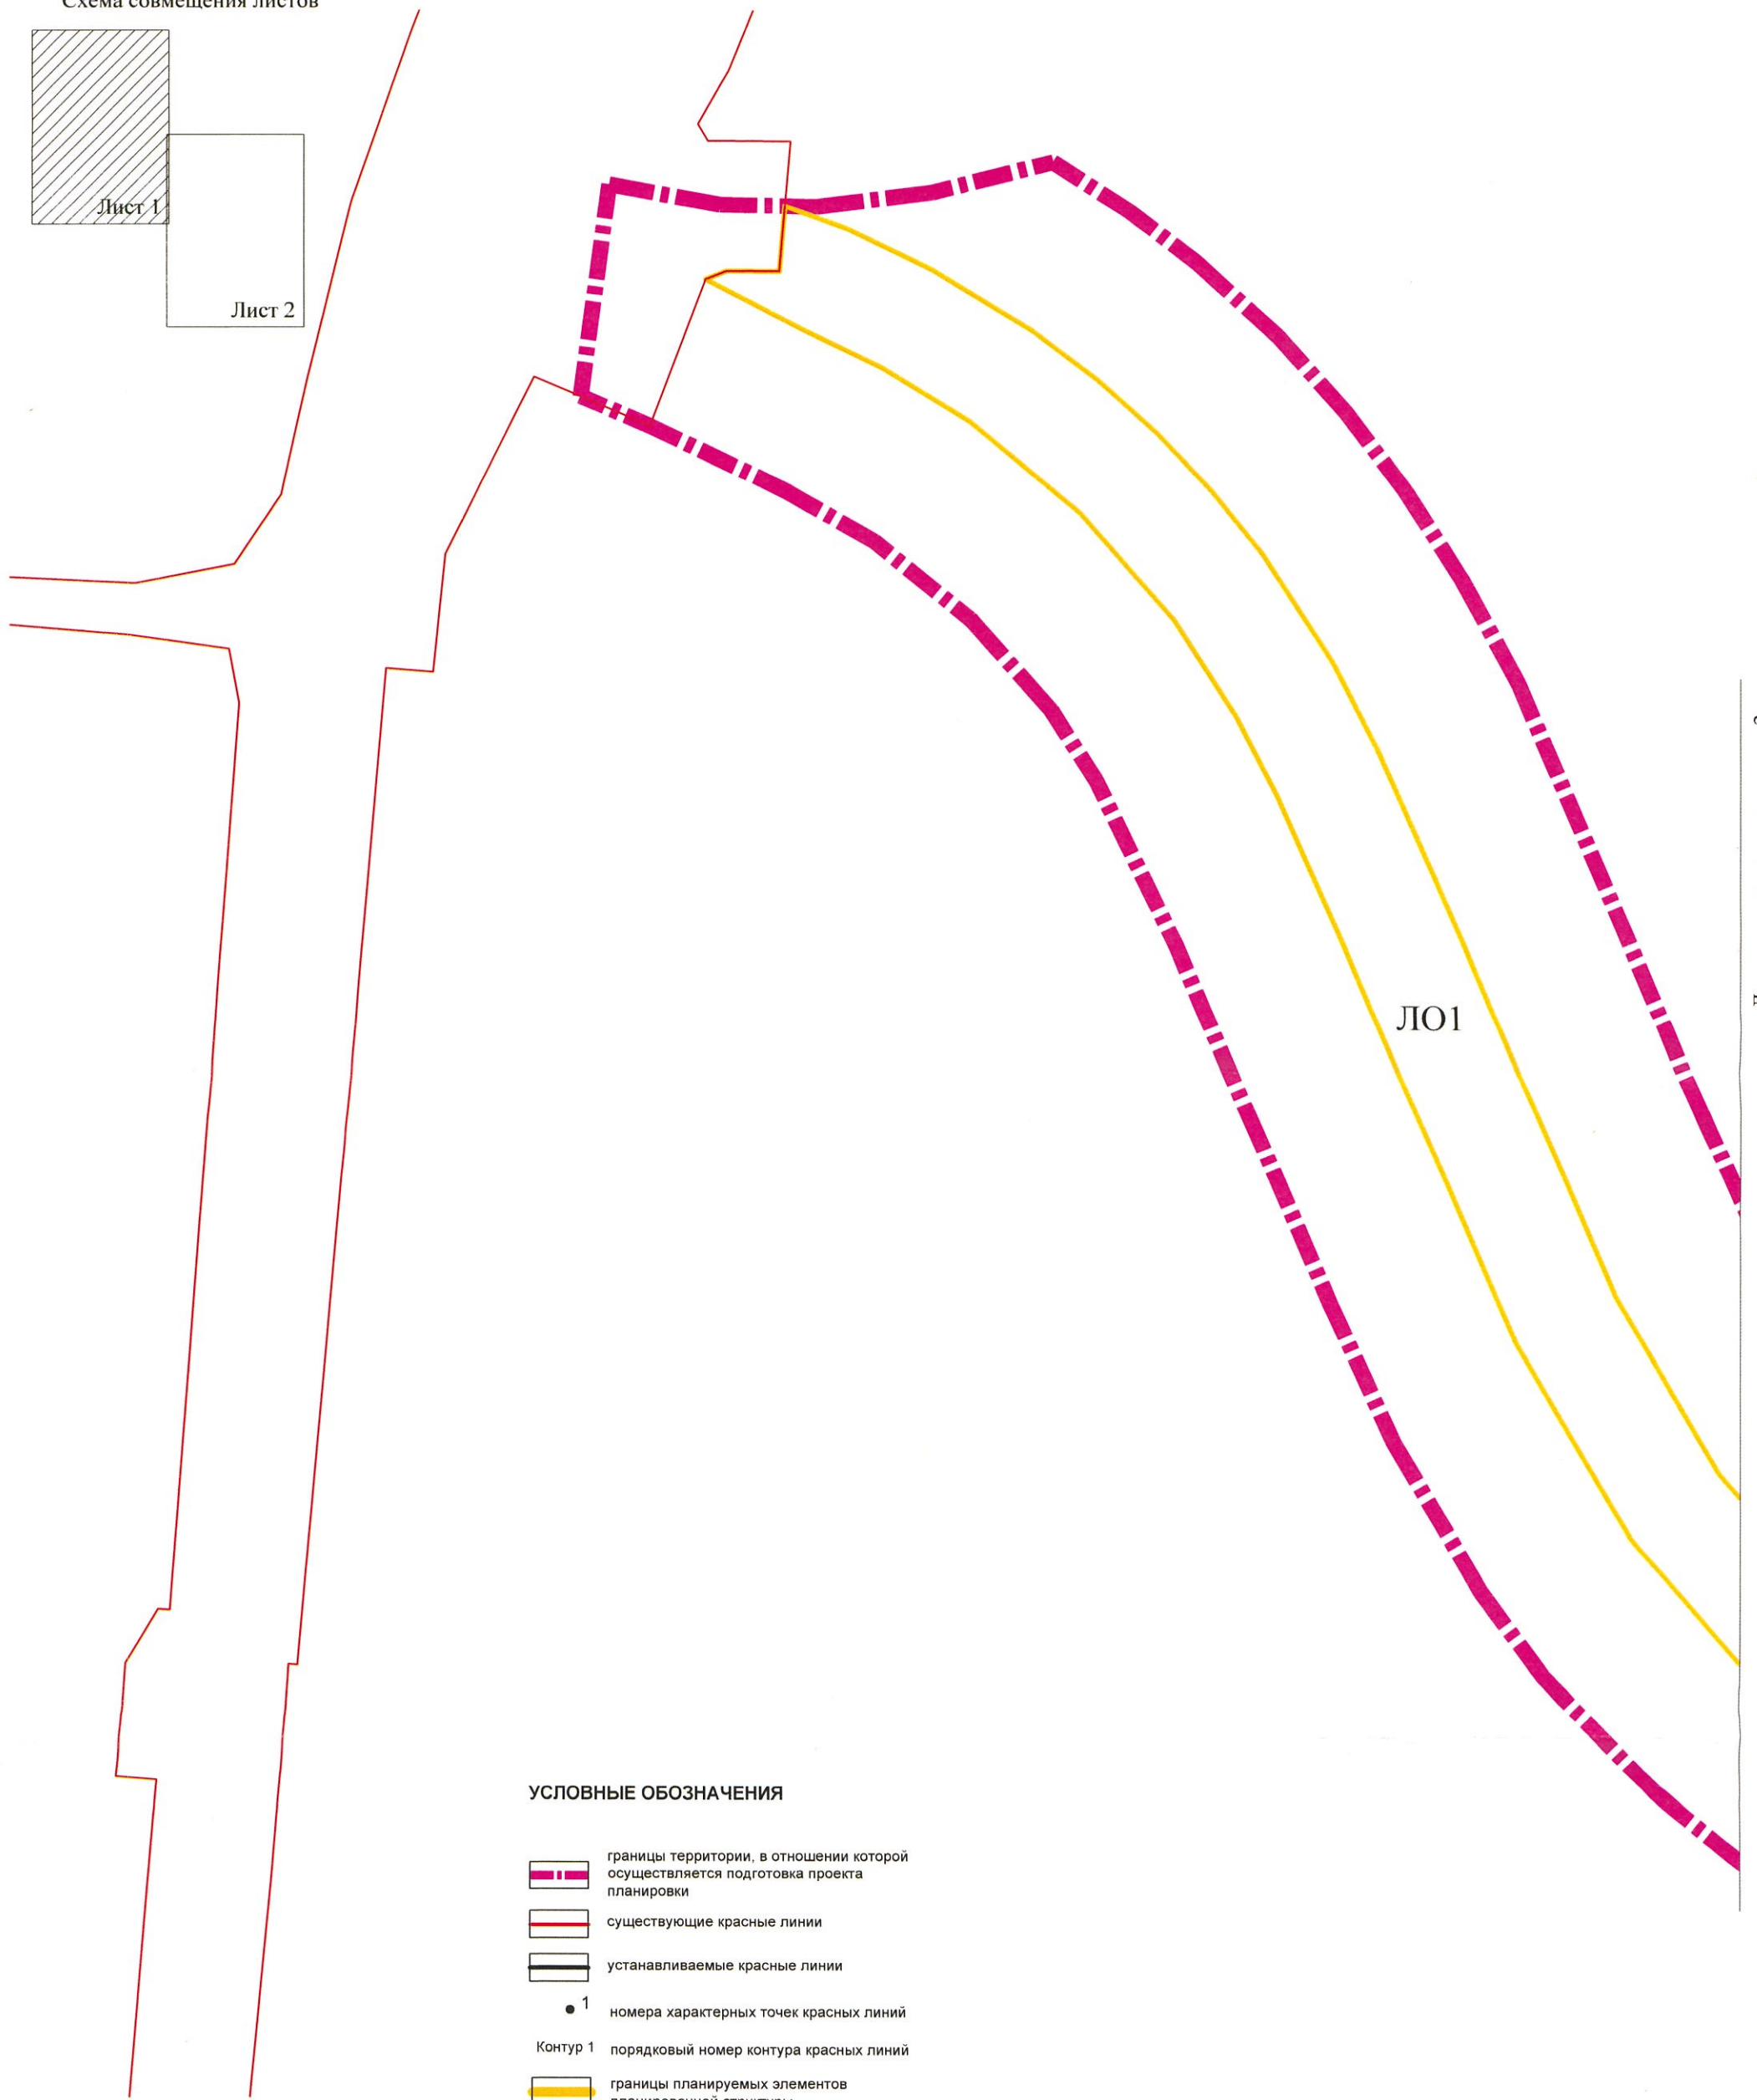 Схема совмещения листов
Лист 1
Лист 2
ЛО1
УСЛОВНЫЕ ОБОЗНАЧЕНИЯ
границы территории, в отношении которой
осуществляется подготовка проекта
планировки
существующие красные линии
устанавливаемые красные линии
1
номера характерных точек красных линий
Контур 1 порядковый номер контура красных линий
границы планируемых элементов